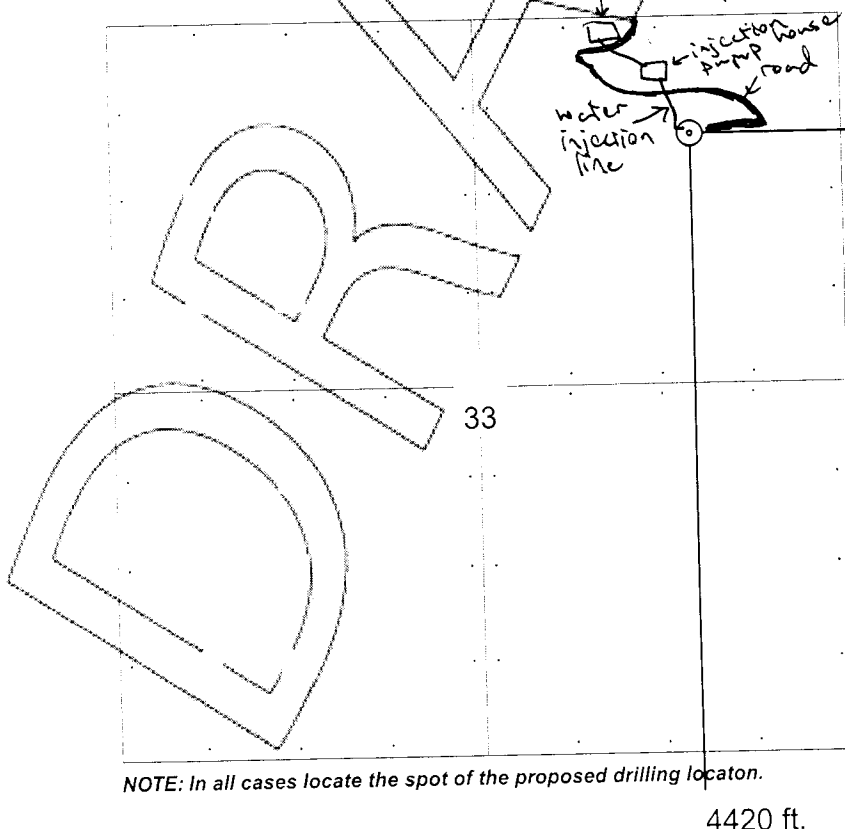 DRA
injection house
pump
road
water
injection
line
33
NOTE: In all cases locate the spot of the proposed drilling locaton.
4420 ft.